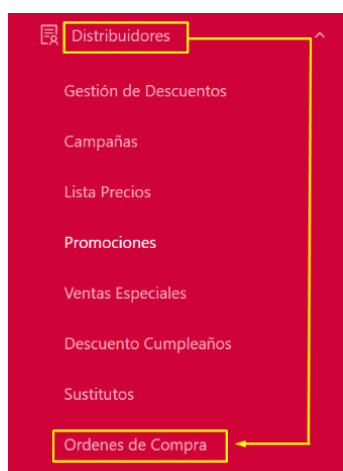 Distribuidores
Gestión de Descuentos
Campañas
Lista Precios
Promociones
Ventas Especiales
Descuento Cumpleaños
Sustitutos
Ordenes de Compra